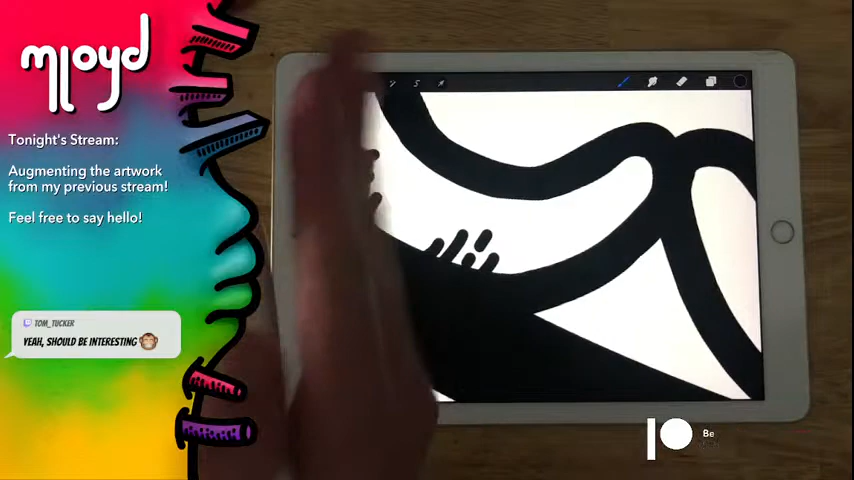 mloyd
Tonight's Stream:
Augmenting the artwork
from my previous stream!
Feel free to say hello!
TOM_TUCKER
YEAH, SHOULD BE INTERESTING
Be